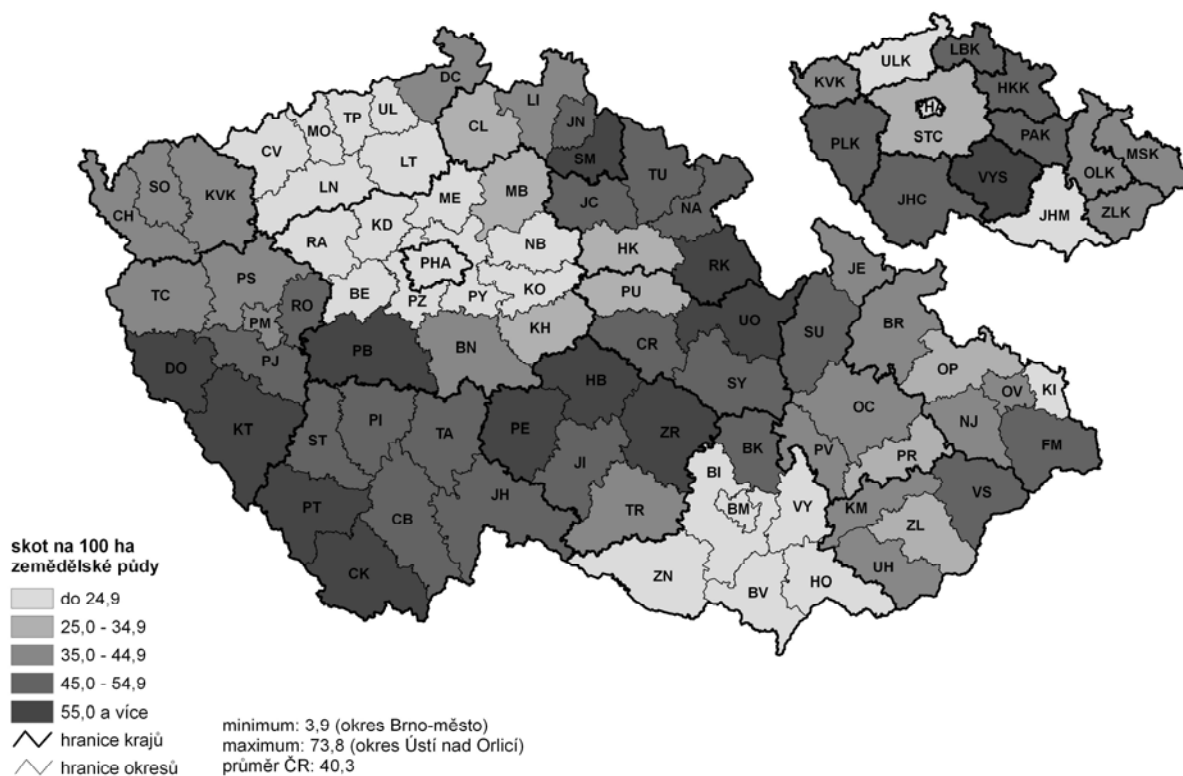 DC
LI
UL
TP
MO
CV
LT
LN
CL
JN
SM
TU
SO
KVK
CH
ME
MB
JC
NA
RA
KD
PHA
NB
HK
RK
TC
PS
RO
PM
BE
PZ
PY
KO
PU
JE
DO
PJ
PB
BN
KH
CR
UO
SU
BR
KT
HB
SY
OP
KI
OV
ST
PI
TA
PE
ZR
OC
NJ
FM
JI
BK
PV
PR
PT
CB
JH
TR
BI
BM
VY
KM
VS
ZL
CK
ZN
BV
HO
UH
ULK
LBK
KVK
HKK
PHA
STC
PLK
PAK
MSK
OLK
VYS
JHC
JHM
ZLK
skot na 100 ha
zemědělské půdy
do 24,9
25,0 - 34,9
35,0 - 44,9
45,0 - 54,9
55,0 a více
hranice krajů
hranice okresů
minimum: 3,9 (okres Brno-město)
maximum: 73,8 (okres Ústí nad Orlicí)
průměr ČR: 40,3